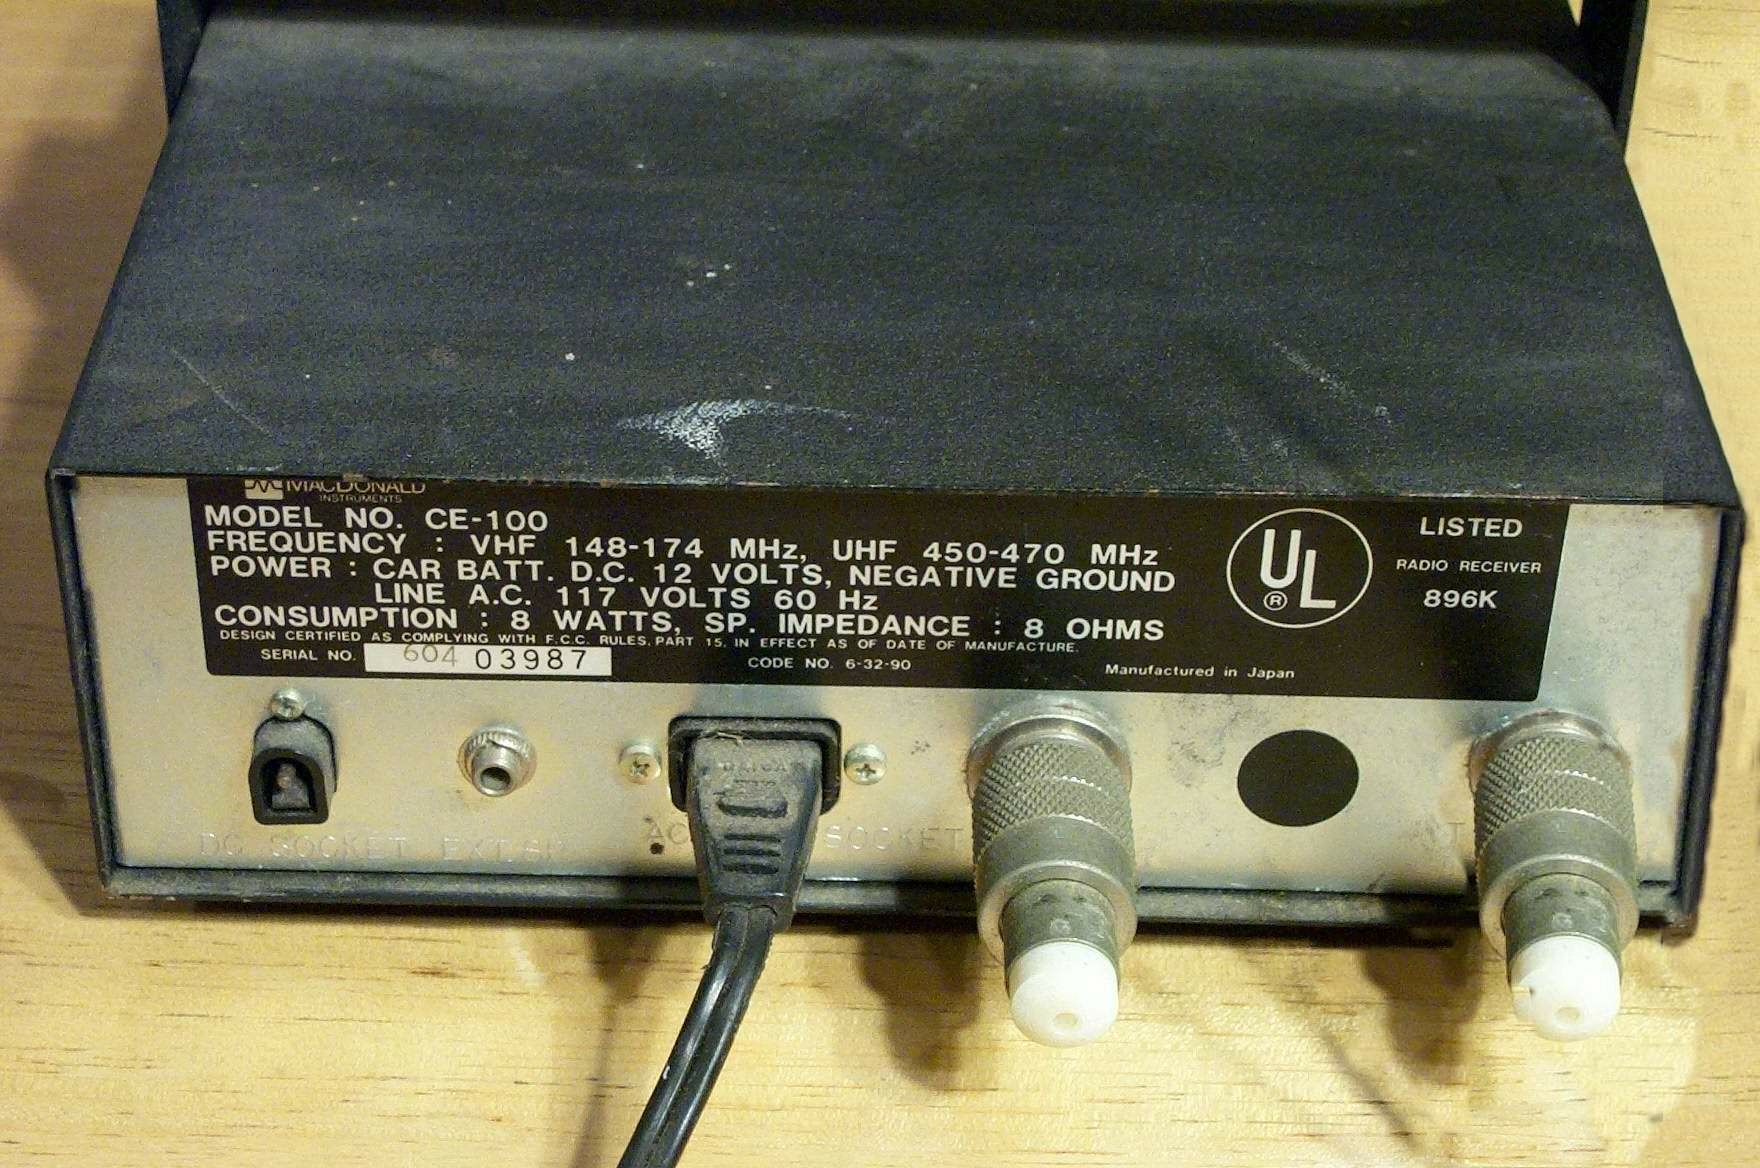 MACDONALD
INSTRUMENTS
MODEL NO. CE-100
FREQUENCY : VHF 148-174 MHz, UHF 450-470 MHz
POWER : CAR BATT. D.C. 12 VOLTS, NEGATIVE GROUND
LINE A.C. 117 VOLTS 60 Hz
CONSUMPTION : 8 WATTS, SP. IMPEDANCE : 8 OHMS
DESIGN CERTIFIED AS COMPLYING WITH F.C.C. RULES, PART 15, IN EFFECT AS OF DATE OF MANUFACTURE.
SERIAL NO. 604 03987 CODE NO. 6-32-90 Manufactured in Japan
UL ®
LISTED
RADIO RECEIVER
896K
DC SOCKET EXT. SP. AC SOCKET